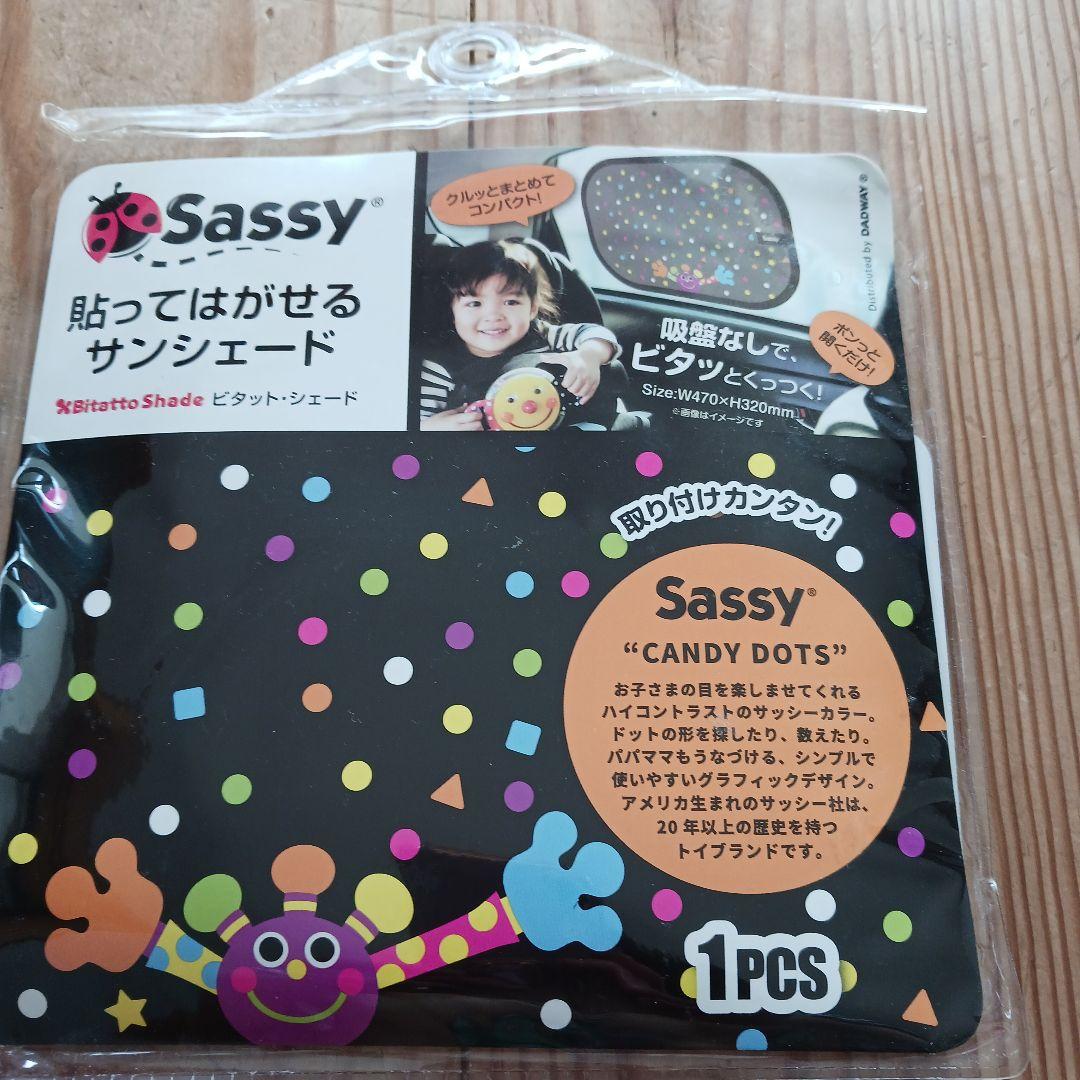 Sassy®
貼ってはがせる
サンシェード
BitattoShade ビタット・シェード
クルッとまとめて
コンパクト!
Distributed by DADWAY®
吸盤なしで、
ビタッとくっつく!
Size:W470×H320mm
※画像はイメージです
ポンっと
開くだけ!
取り付けカンタン!
Sassy®
“CANDY DOTS”
お子さまの目を楽しませてくれる
ハイコントラストのサッシーカラー。
ドットの形を探したり、数えたり。
パパママもうなづける、シンプルで
使いやすいグラフィックデザイン。
アメリカ生まれのサッシー社は、
20年以上の歴史を持つ
トイブランドです。
1PCS